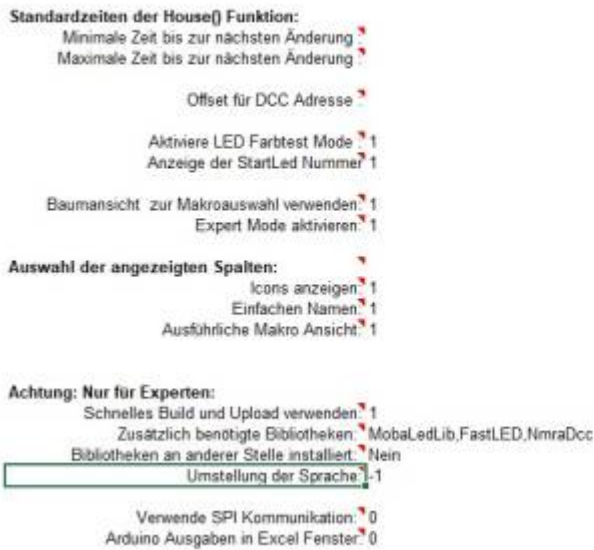 Standardzeiten der House() Funktion:
Minimale Zeit bis zur nächsten Änderung :
Maximale Zeit bis zur nächsten Änderung :
Offset für DCC Adresse :
Aktiviere LED Farbtest Mode : 1
Anzeige der StartLed Nummer 1
Baumansicht zur Makroauswahl verwenden: 1
Expert Mode aktivieren: 1
Auswahl der angezeigten Spalten:
Icons anzeigen: 1
Einfachen Namen: 1
Ausführliche Makro Ansicht: 1
Achtung: Nur für Experten:
Schnelles Build und Upload verwenden: 1
Zusätzlich benötigte Bibliotheken: MobaLedLib,FastLED,NmraDcc
Bibliotheken an anderer Stelle installiert: Nein
Umstellung der Sprache: -1
Verwende SPI Kommunikation: 0
Arduino Ausgaben in Excel Fenster: 0